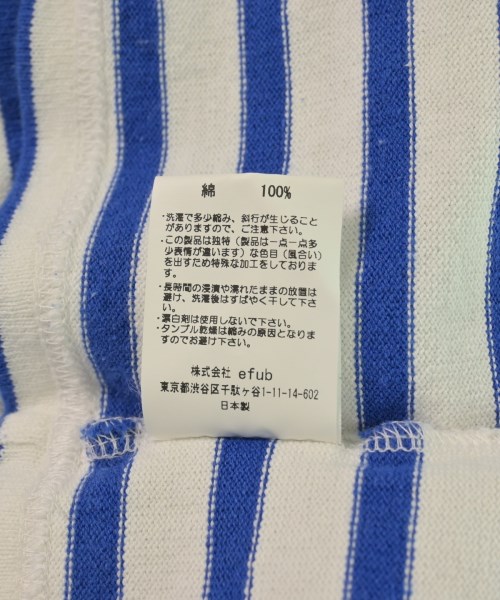 綿 100%
・洗濯で多少縮み、斜行が生じること
がありますので、ご注意下さい。
・この製品は独特（製品は一点一点多
少表情が違います）な色目（風合い）
を出すため特殊な加工をしておりま
す。
・長時間の浸漬や濡れたままの放置は
避け、洗濯後はすばやく干して下さ
い。
・漂白剤は使用しないで下さい。
・タンブル乾燥は縮みの原因となりま
すのでお避け下さい。
株式会社 efub
東京都渋谷区千駄ヶ谷1-11-14-602
日本製